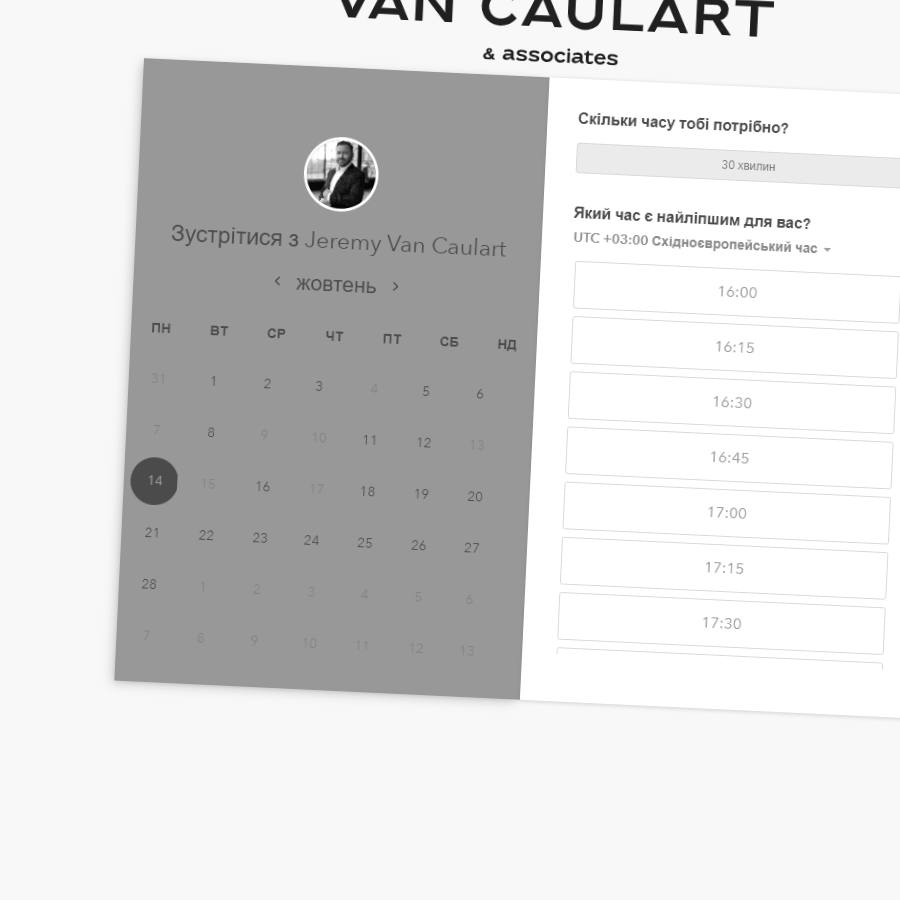 VAN CAULART
& associates
Зустрітися з Jeremy Van Caulart
жовтень
ПН ВТ СР ЧТ ПТ СБ НД
31 1 2 3 4 5 6
7 8 9 10 11 12 13
14 15 16 17 18 19 20
21 22 23 24 25 26 27
28 1 2 3 4 5 6
7 8 9 10 11 12 13
Скільки часу тобі потрібно?
30 хвилин
Який час є найліпшим для вас?
UTC +03:00 Східноєвропейський час
16:00
16:15
16:30
16:45
17:00
17:15
17:30